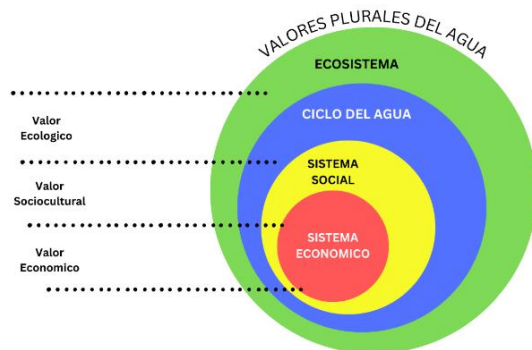 VALORES PLURALES DEL AGUA
ECOSISTEMA
CICLO DEL AGUA
Valor
Ecologico
SISTEMA
SOCIAL
Valor
Sociocultural
SISTEMA
ECONOMICO
Valor
Economico